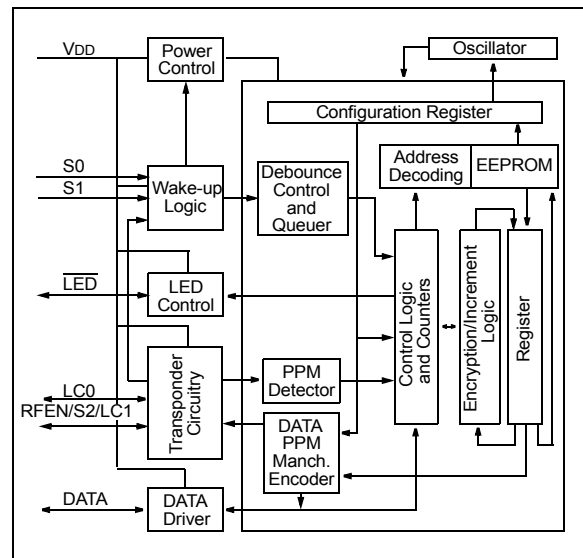 VDD
Power
Control
Oscillator
Configuration Register
S0
S1
Wake-up
Logic
Debounce
Control
and
Queuer
Address
Decoding
EEPROM
LED
LED
Control
Control Logic
and Counters
Encryption/Increment
Logic
Register
LC0
RFEN/S2/LC1
Transponder
Circuitry
PPM
Detector
DATA
PPM
Manch.
Encoder
DATA
DATA
Driver